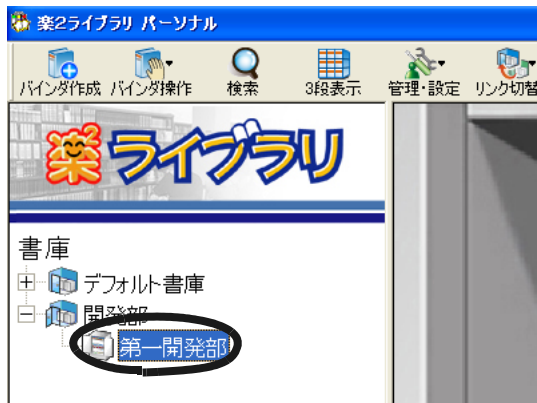 楽2ライブラリ パーソナル
バインダ作成 バインダ操作 検索 3段表示 管理・設定 リンク切替
楽2ライブラリ
書庫
デフォルト書庫
開発部
第一開発部